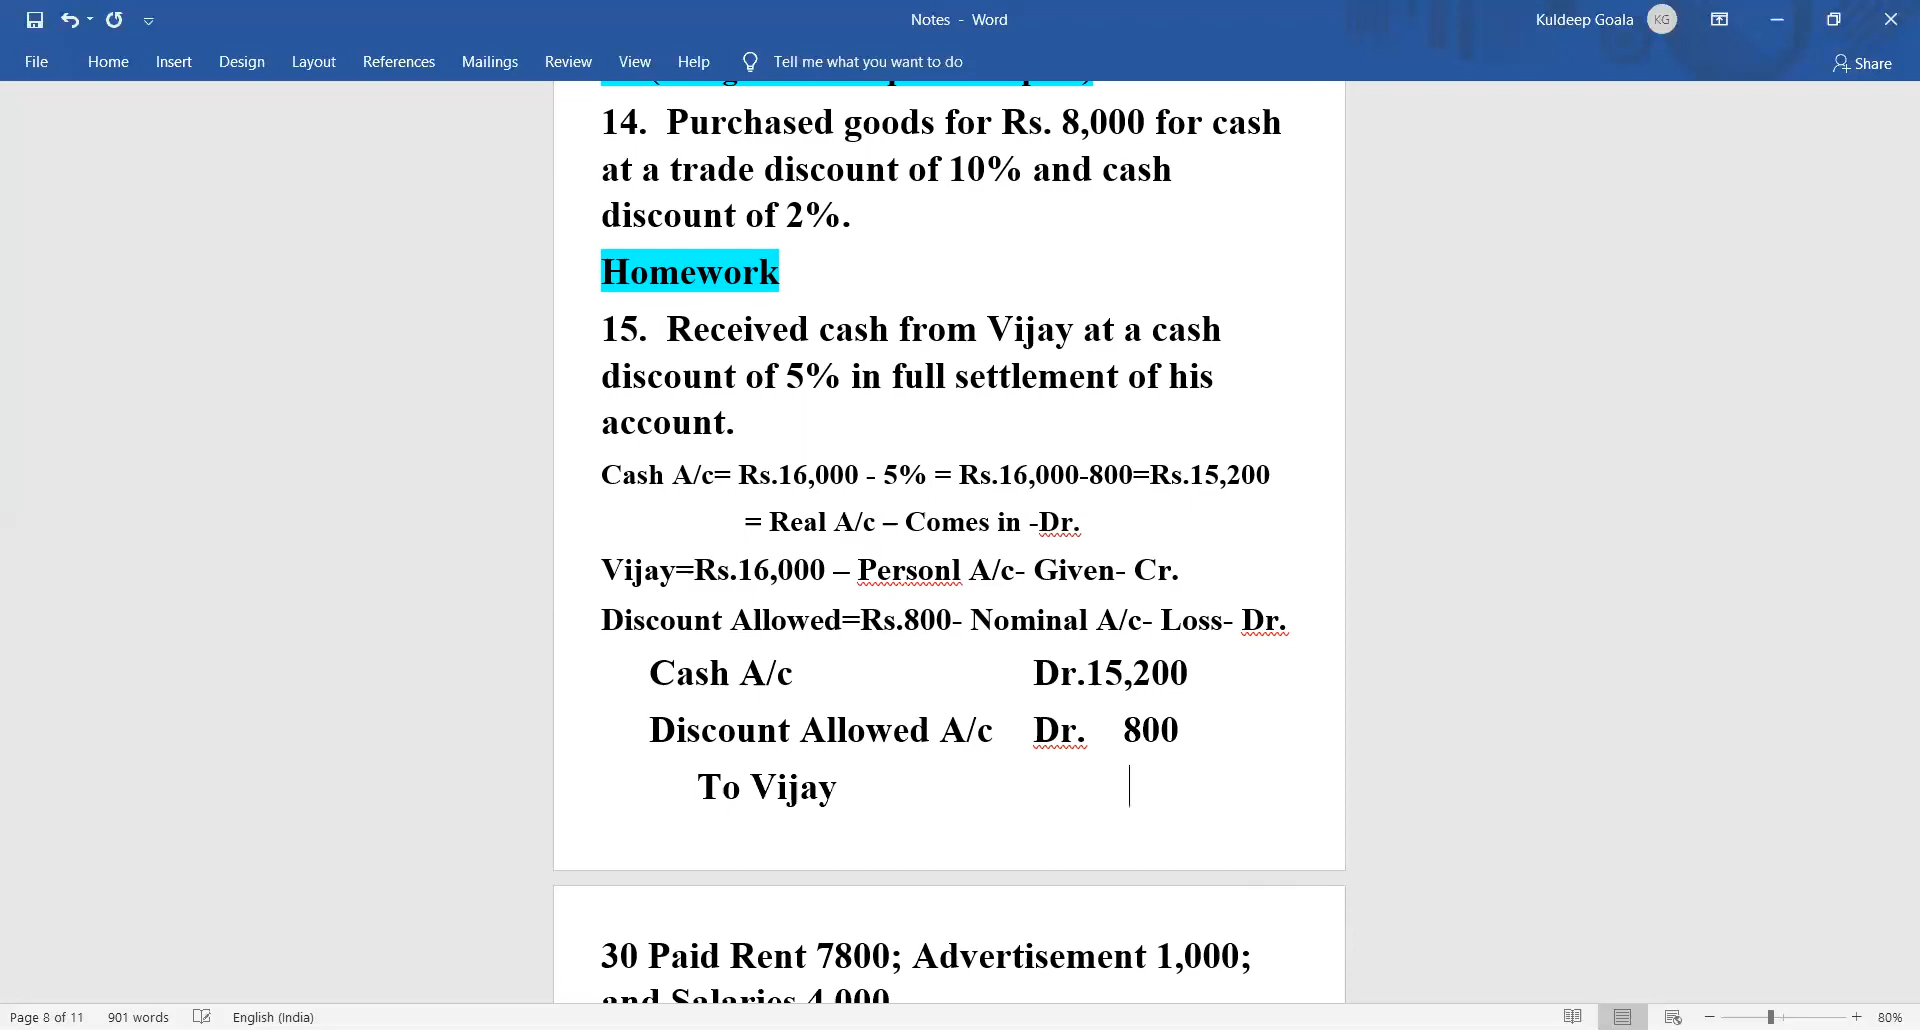 Notes - Word
Kuldeep Goala
KG
File Home Insert Design Layout References Mailings Review View Help Tell me what you want to do
Share
14. Purchased goods for Rs. 8,000 for cash
at a trade discount of 10% and cash
discount of 2%.
Homework
15. Received cash from Vijay at a cash
discount of 5% in full settlement of his
account.
Cash A/c= Rs.16,000 - 5% = Rs.16,000-800=Rs.15,200
= Real A/c – Comes in -Dr.
Vijay=Rs.16,000 – Personl A/c- Given- Cr.
Discount Allowed=Rs.800- Nominal A/c- Loss- Dr.
Cash A/c Dr.15,200
Discount Allowed A/c Dr. 800
To Vijay
30 Paid Rent 7800; Advertisement 1,000;
and Salaries 4,000
Page 8 of 11 901 words English (India) 80%